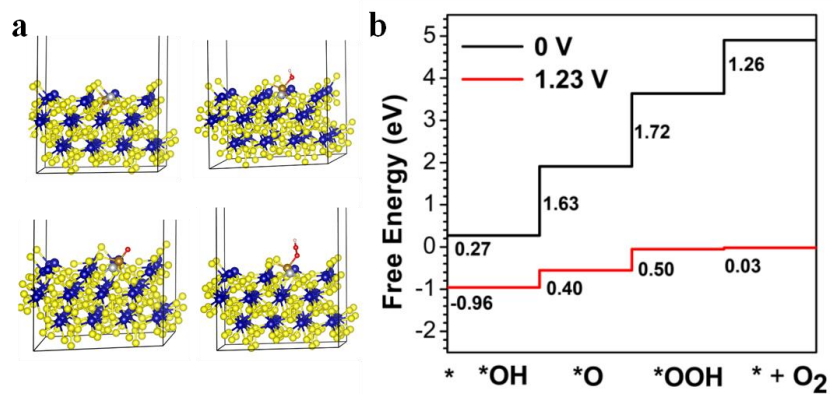 a
b
Free Energy (eV)
5
4
3
2
1
0
-1
-2
0 V
1.23 V
1.26
1.72
1.63
0.27
-0.96
0.40
0.50
0.03
* *OH *O *OOH * + O₂